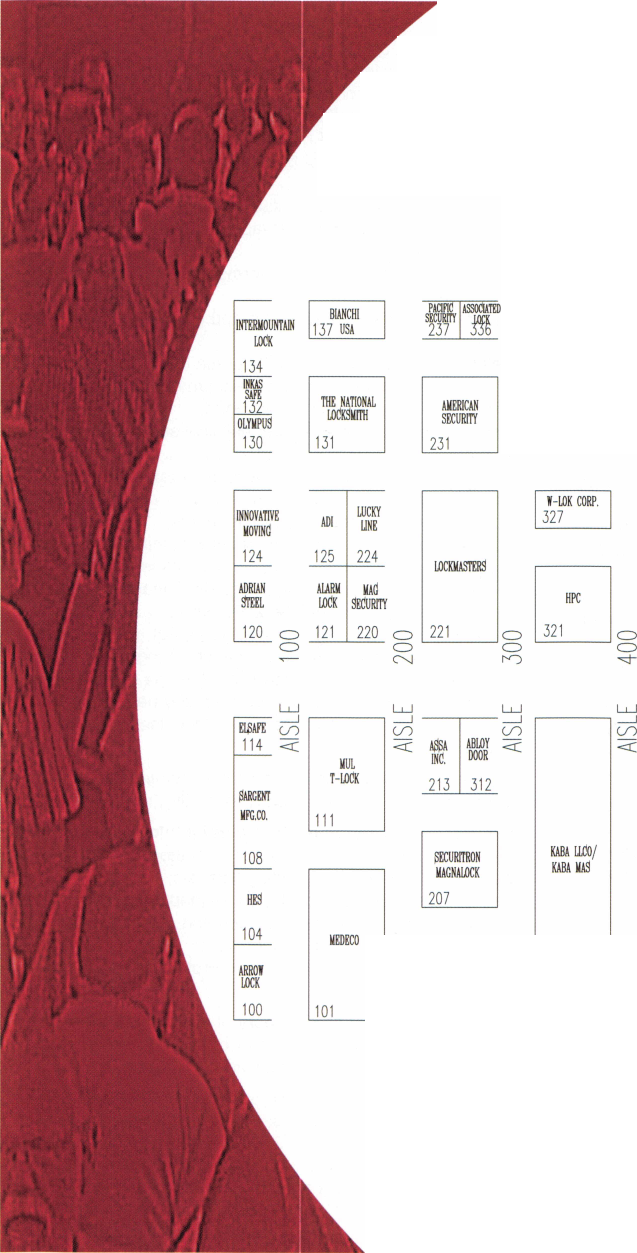 INTERMOUNTAIN
LOCK
134
BIANCHI
137 USA
PACIFIC
SECURITY
237
ASSOCIATED
LOCK
336
INKAS
SAFE
132
OLYMPUS
130
THE NATIONAL
LOCKSMITH
131
AMERICAN
SECURITY
231
INNOVATIVE
MOVING
124
ADI
125
LUCKY
LINE
224
LOCKMASTERS
221
W-LOK CORP.
327
ADRIAN
STEEL
120
ALARM
LOCK
121
MAG
SECURITY
220
HPC
321
AISLE 100
AISLE 200
AISLE 300
AISLE 400
ELSAFE
114
MUL
T-LOCK
111
ASSA
INC.
213
ABLOY
DOOR
312
SARGENT
MFG.CO.
108
SECURITRON
MAGNALOCK
207
KABA LLCO/
KABA MAS
HES
104
MEDECO
101
ARROW
LOCK
100